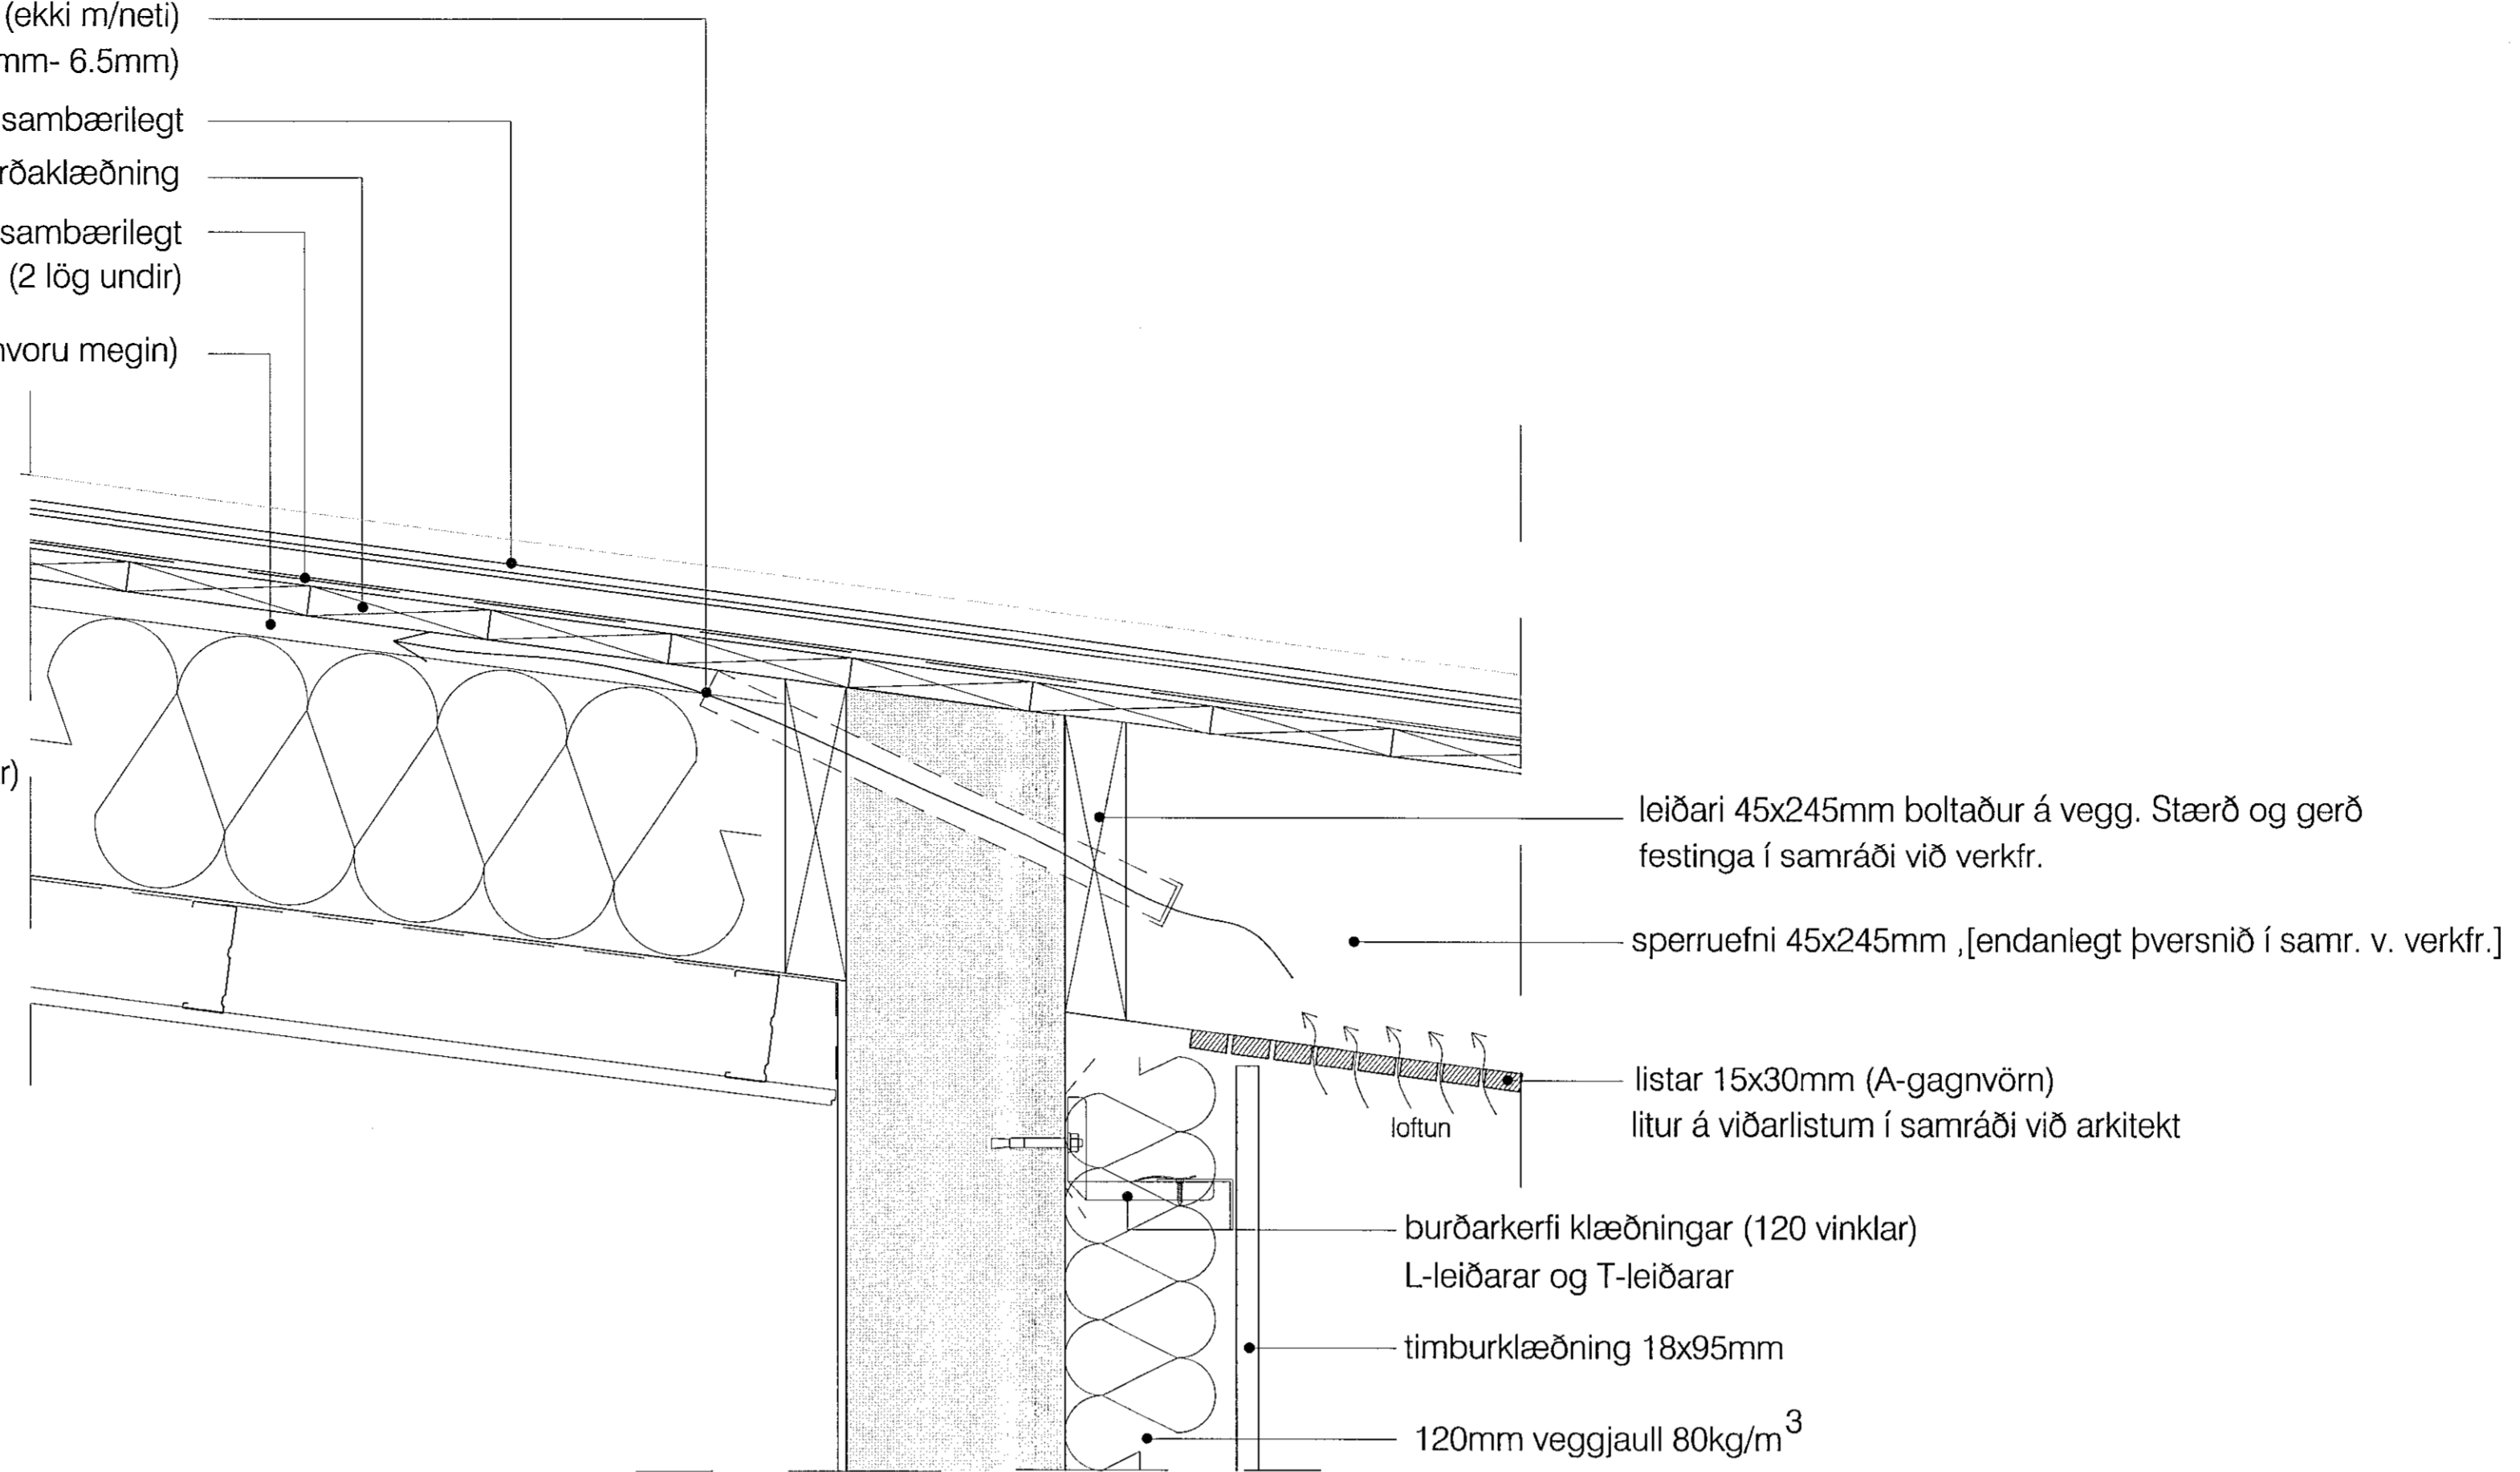 (ekki m/neti)
mm- 6.5mm)
sambærilegt
rðaklæðning
sambærilegt
(2 lög undir)
hvoru megin)
r)
leiðari 45x245mm boltaður á vegg. Stærð og gerð
festinga í samráði við verkfr.
sperruefni 45x245mm ,[endanlegt þversnið í samr. v. verkfr.]
listar 15x30mm (A-gagnvörn)
litur á viðarlistum í samráði við arkitekt
loftun
burðarkerfi klæðningar (120 vinklar)
L-leiðarar og T-leiðarar
timburklæðning 18x95mm
120mm veggjaull 80kg/m³